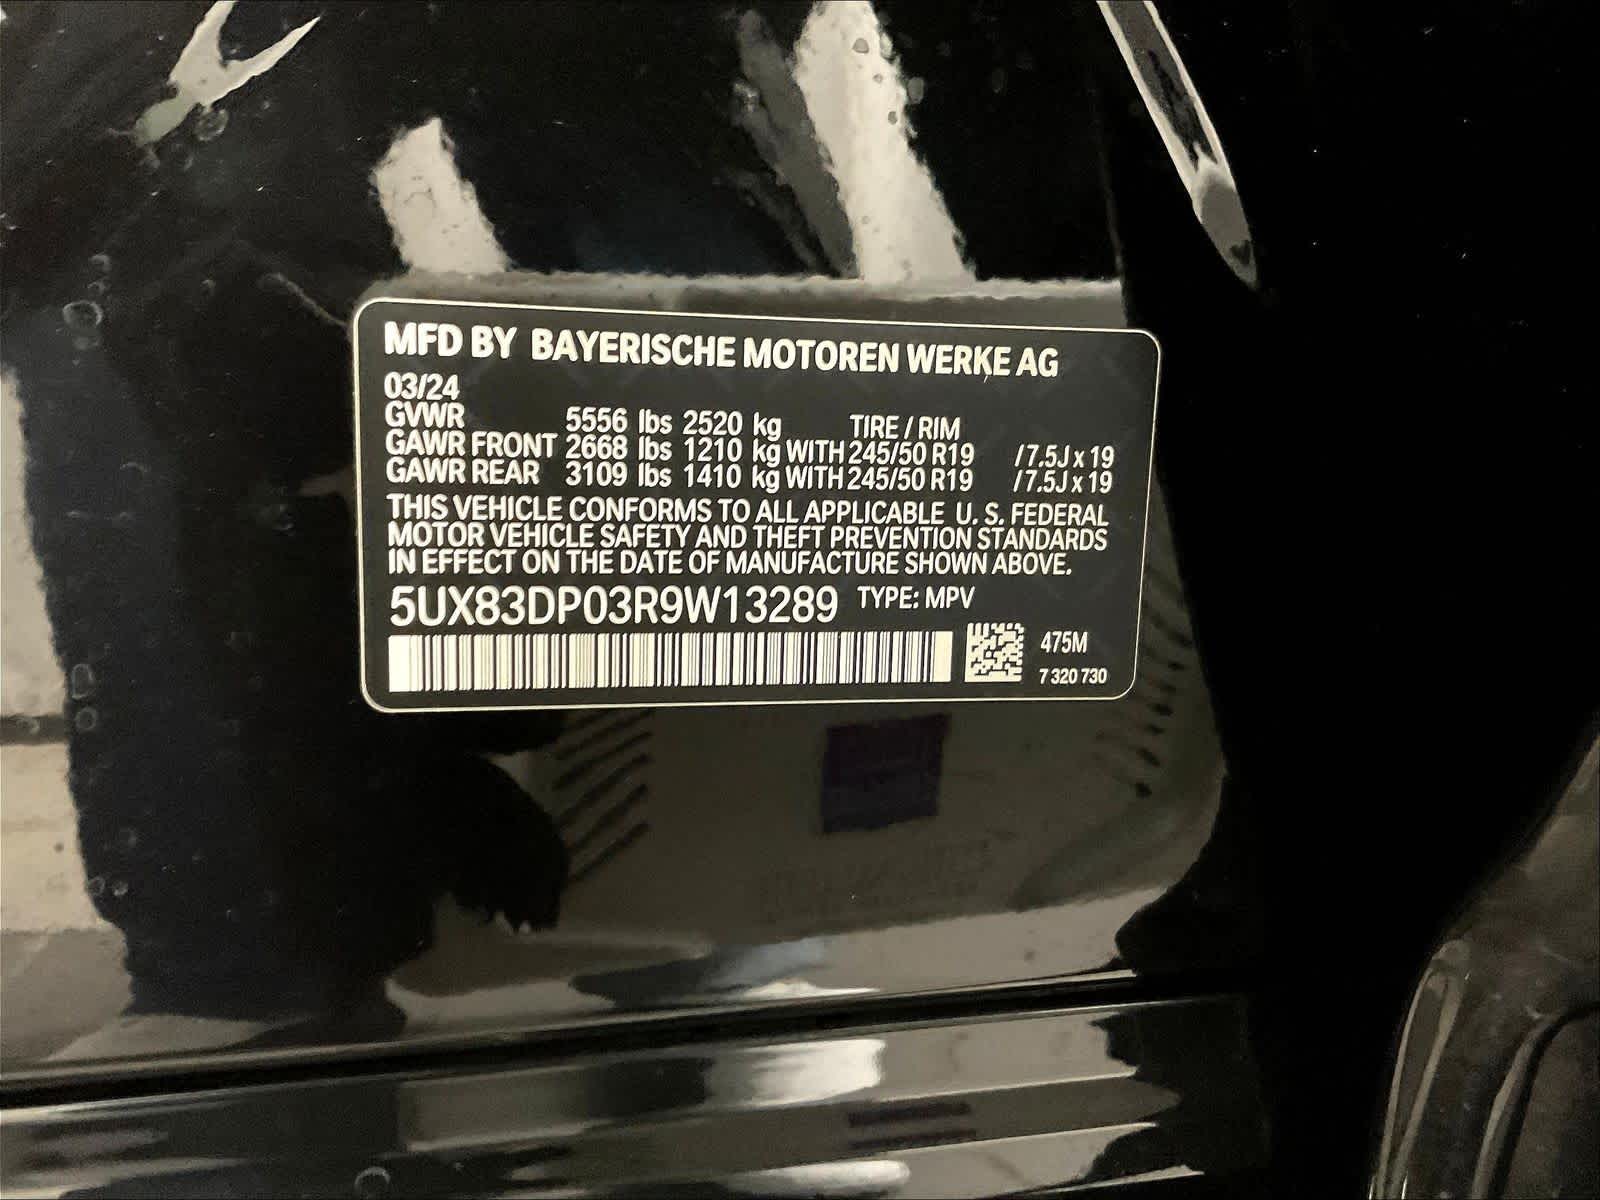 MFD BY BAYERISCHE MOTOREN WERKE AG
03/24
GVWR 5556 lbs 2520 kg TIRE / RIM
GAWR FRONT 2668 lbs 1210 kg WITH 245/50 R19 / 7.5J x 19
GAWR REAR 3109 lbs 1410 kg WITH 245/50 R19 / 7.5J x 19
THIS VEHICLE CONFORMS TO ALL APPLICABLE U. S. FEDERAL
MOTOR VEHICLE SAFETY AND THEFT PREVENTION STANDARDS
IN EFFECT ON THE DATE OF MANUFACTURE SHOWN ABOVE.
5UX83DP03R9W13289 TYPE: MPV
475M
7 320 730